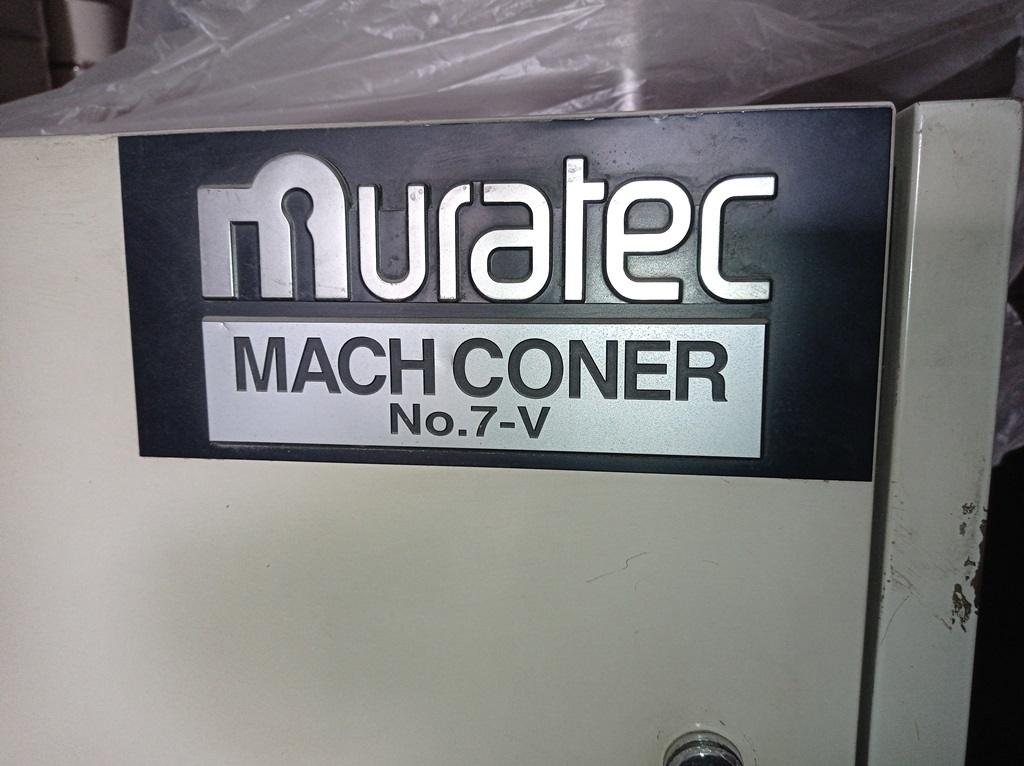 muratec
MACH CONER
No.7-V